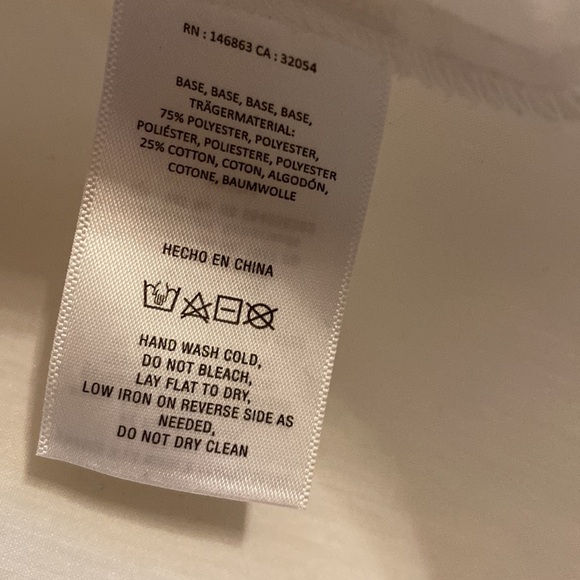 RN : 146863 CA : 32054
BASE, BASE, BASE, BASE,
TRÄGERMATERIAL:
75% POLYESTER, POLYESTER,
POLIÉSTER, POLIESTERE, POLYESTER
25% COTTON, COTON, ALGODÓN,
COTONE, BAUMWOLLE
HECHO EN CHINA
HAND WASH COLD,
DO NOT BLEACH,
LAY FLAT TO DRY,
LOW IRON ON REVERSE SIDE AS
NEEDED,
DO NOT DRY CLEAN